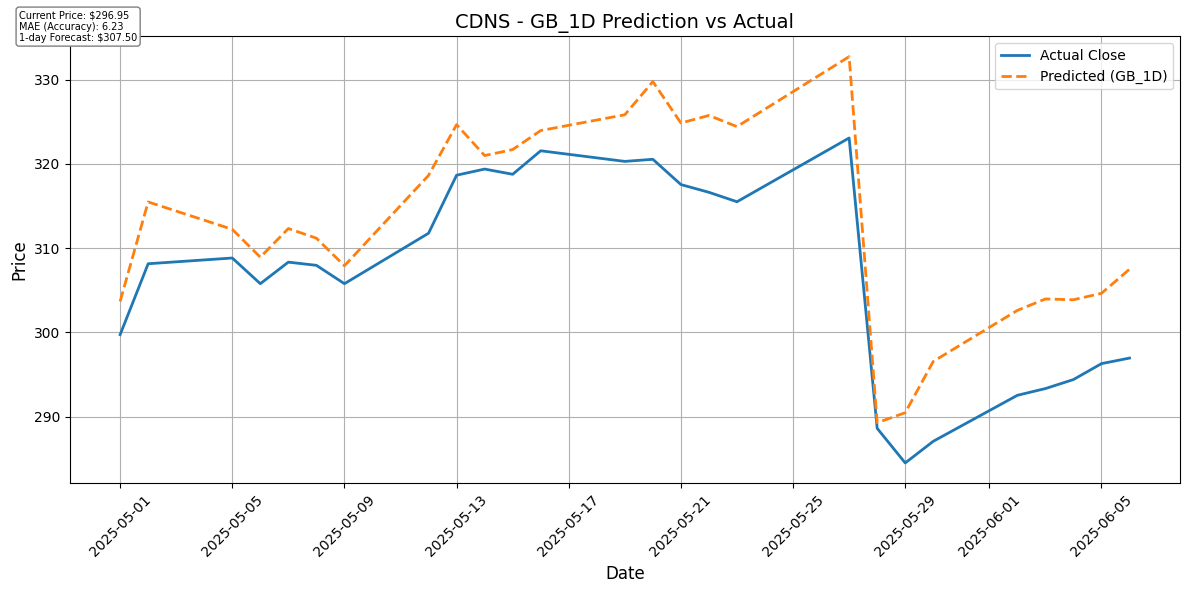 CDNS - GB_1D Prediction vs Actual
Current Price: $296.95
MAE (Accuracy): 6.23
1-day Forecast: $307.50
Actual Close
Predicted (GB_1D)
Price
330
320
310
300
290
2025-05-01
2025-05-05
2025-05-09
2025-05-13
2025-05-17
2025-05-21
2025-05-25
2025-05-29
2025-06-01
2025-06-05
Date